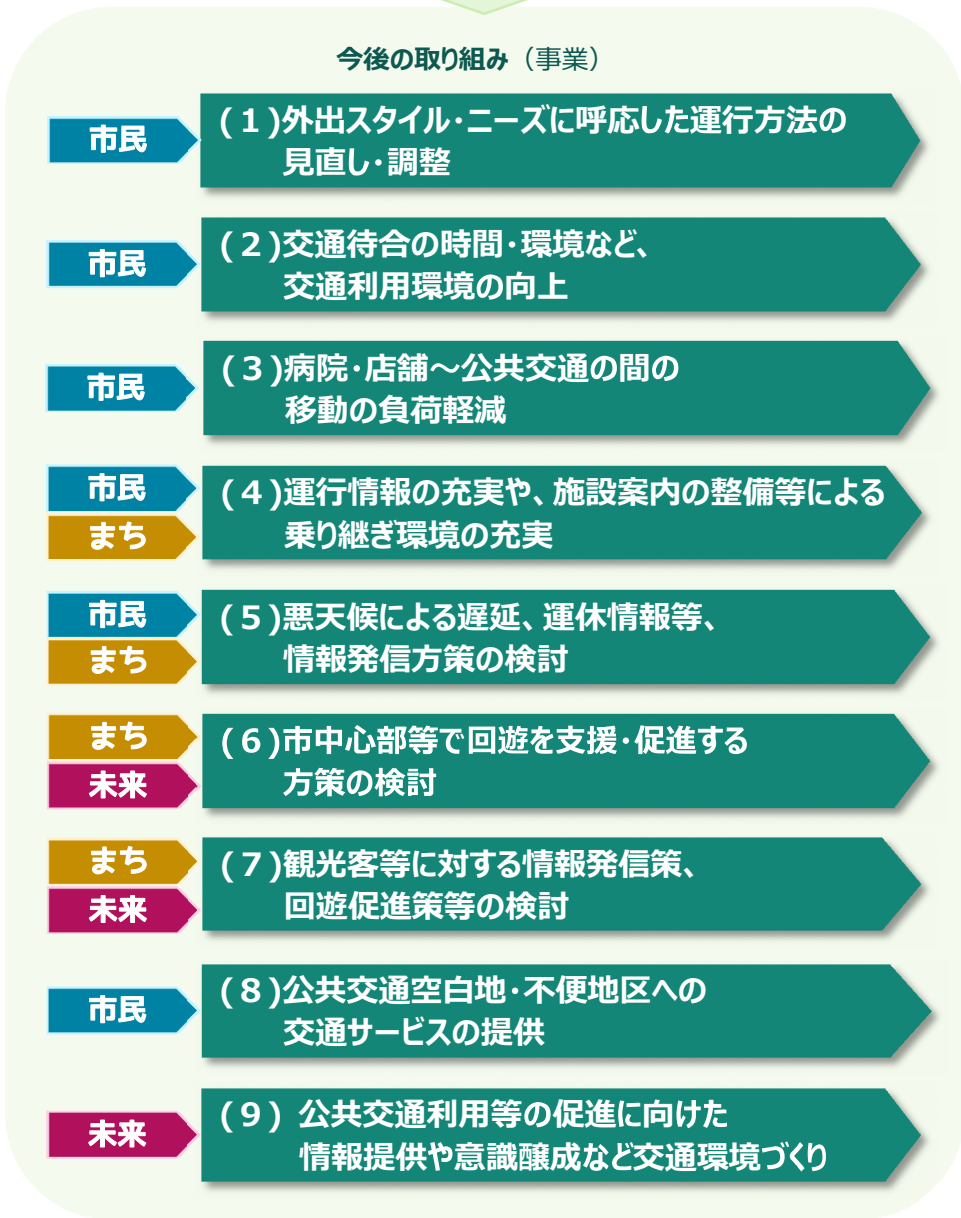 今後の取り組み（事業）
市民
(１)外出スタイル・ニーズに呼応した運行方法の
見直し・調整
市民
(２)交通待合の時間・環境など、
交通利用環境の向上
市民
(３)病院・店舗～公共交通の間の
移動の負荷軽減
市民
まち
(４)運行情報の充実や、施設案内の整備等による
乗り継ぎ環境の充実
市民
まち
(５)悪天候による遅延、運休情報等、
情報発信方策の検討
まち
未来
(６)市中心部等で回遊を支援・促進する
方策の検討
まち
未来
(７)観光客等に対する情報発信策、
回遊促進策等の検討
市民
(８)公共交通空白地・不便地区への
交通サービスの提供
未来
(９) 公共交通利用等の促進に向けた
情報提供や意識醸成など交通環境づくり